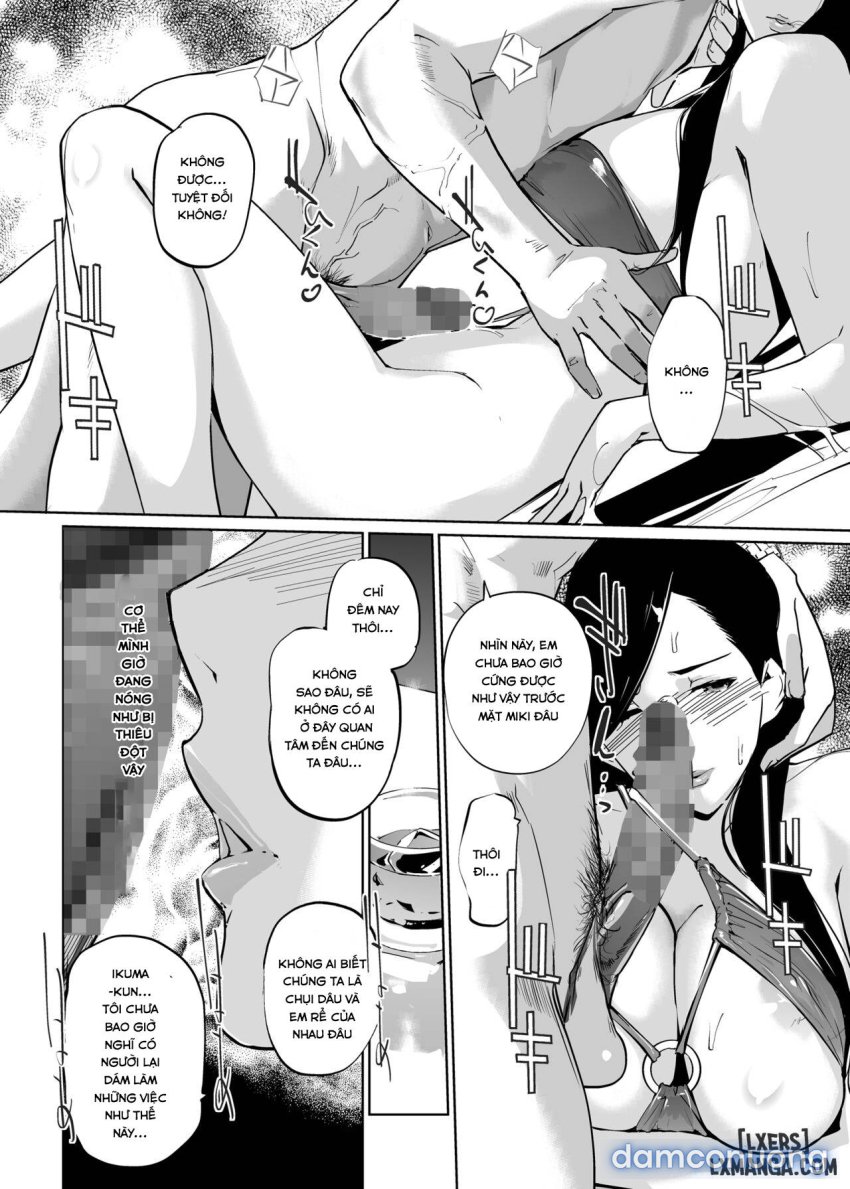 KHÔNG
ĐƯỢC...
TUYỆT ĐỐI
KHÔNG!
KHÔNG
...
NHÌN NÀY, EM
CHƯA BAO GIỜ
CỨNG ĐƯỢC
NHƯ VẬY TRƯỚC
MẶT MIKI ĐÂU
THÔI
ĐI...
CHỈ
ĐÊM NAY
THÔI...
KHÔNG
SAO ĐÂU, SẼ
KHÔNG CÓ AI
Ở ĐÂY QUAN
TÂM ĐẾN CHÚNG
TA ĐÂU...
KHÔNG AI BIẾT
CHÚNG TA LÀ
CHỊU DÂU VÀ
EM RỂ CỦA
NHAU ĐÂU
CƠ
THỂ
MÌNH
GIỜ
ĐANG
NÓNG
NHƯ BỊ
THIÊU
ĐỘT
VẬY
IKUMA
-KUN...
TÔI CHƯA
BAO GIỜ
NGHĨ CÓ
NGƯỜI LẠI
DÁM LÀM
NHỮNG VIỆC
NHƯ THẾ
NÀY...
[LXERS]
damconuong
LXMANGA.COM